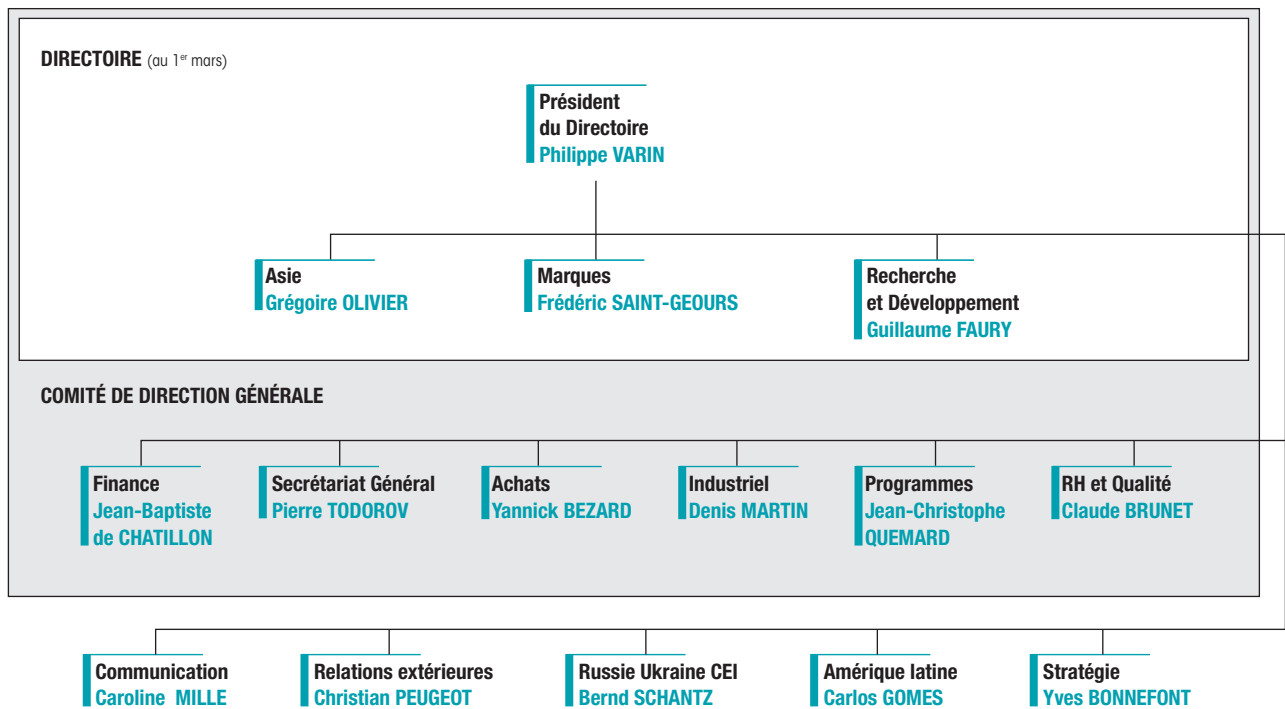 DIRECTOIRE (au 1er mars)
Président
du Directoire
Philippe VARIN
Asie
Grégoire OLIVIER
Marques
Frédéric SAINT-GEOURS
Recherche
et Développement
Guillaume FAURY
COMITÉ DE DIRECTION GÉNÉRALE
Finance
Jean-Baptiste
de CHATILLON
Secrétariat Général
Pierre TODOROV
Achats
Yannick BEZARD
Industriel
Denis MARTIN
Programmes
Jean-Christophe
QUEMARD
RH et Qualité
Claude BRUNET
Communication
Caroline MILLE
Relations extérieures
Christian PEUGEOT
Russie Ukraine CEI
Bernd SCHANTZ
Amérique latine
Carlos GOMES
Stratégie
Yves BONNEFONT